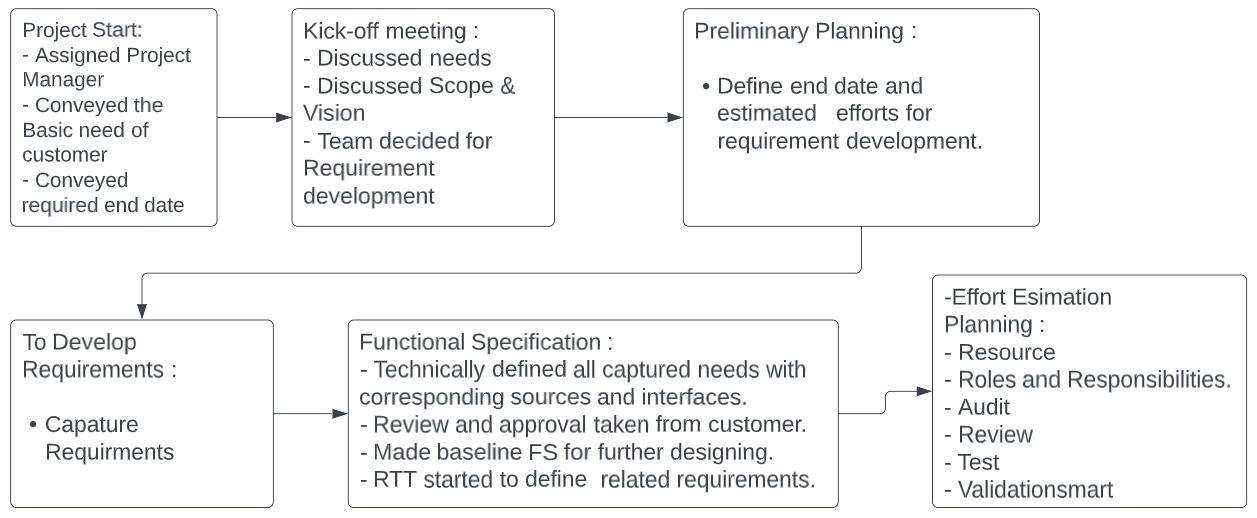 Project Start:
- Assigned Project
Manager
- Conveyed the
Basic need of
customer
- Conveyed
required end date
Kick-off meeting :
- Discussed needs
- Discussed Scope &
Vision
- Team decided for
Requirement
development
Preliminary Planning :
• Define end date and
estimated efforts for
requirement development.
To Develop
Requirements :
• Capature
Requirments
Functional Specification :
- Technically defined all captured needs with
corresponding sources and interfaces.
- Review and approval taken from customer.
- Made baseline FS for further designing.
- RTT started to define related requirements.
-Effort Esimation
Planning :
- Resource
- Roles and Responsibilities.
- Audit
- Review
- Test
- Validationsmart